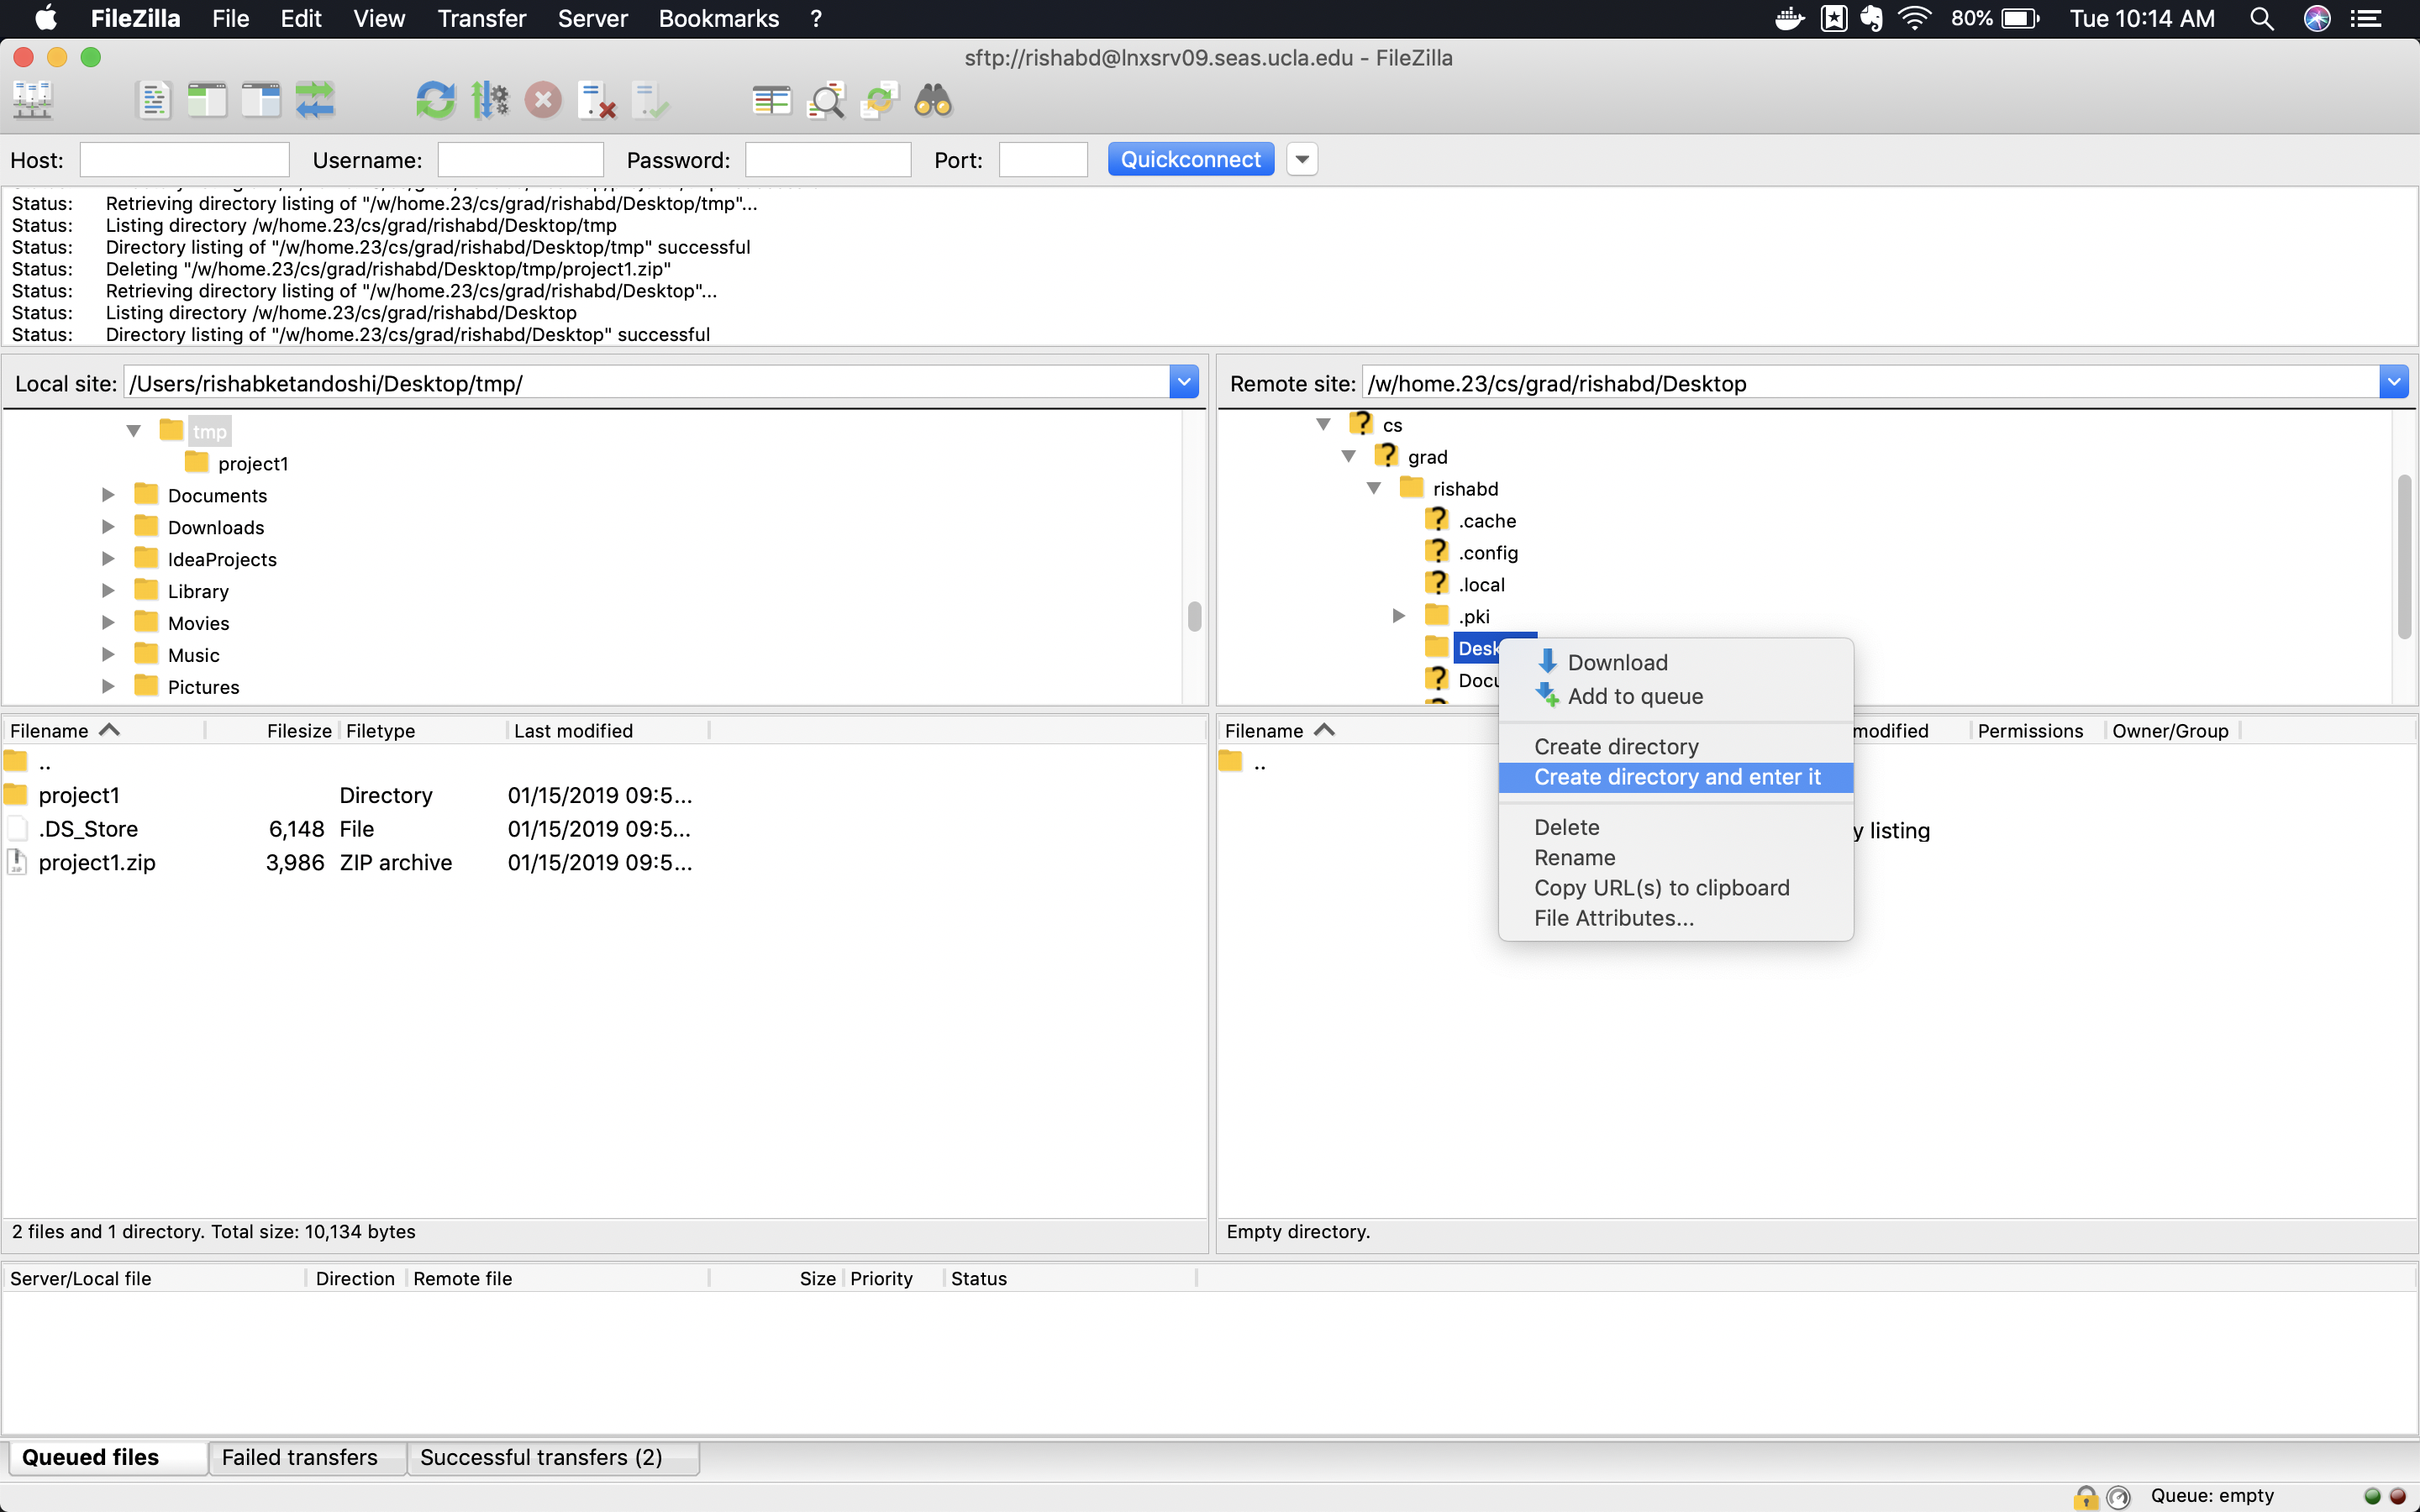 FileZilla File Edit View Transfer Server Bookmarks ? 80% Tue 10:14 AM
sftp://rishabd@lnxsrv09.seas.ucla.edu - FileZilla
Host: Username: Password: Port: Quickconnect
Status: Retrieving directory listing of "/w/home.23/cs/grad/rishabd/Desktop/tmp"...
Status: Listing directory /w/home.23/cs/grad/rishabd/Desktop/tmp
Status: Directory listing of "/w/home.23/cs/grad/rishabd/Desktop/tmp" successful
Status: Deleting "/w/home.23/cs/grad/rishabd/Desktop/tmp/project1.zip"
Status: Retrieving directory listing of "/w/home.23/cs/grad/rishabd/Desktop"...
Status: Listing directory /w/home.23/cs/grad/rishabd/Desktop
Status: Directory listing of "/w/home.23/cs/grad/rishabd/Desktop" successful
Local site: /Users/rishabketandoshi/Desktop/tmp/
tmp
project1
Documents
Downloads
IdeaProjects
Library
Movies
Music
Pictures
Remote site: /w/home.23/cs/grad/rishabd/Desktop
cs
grad
rishabd
.cache
.config
.local
.pki
Desk
Docu
Download
Add to queue
Create directory
Create directory and enter it
Delete
Rename
Copy URL(s) to clipboard
File Attributes...
Filename Filesize Filetype Last modified
..
project1 Directory 01/15/2019 09:5...
.DS_Store 6,148 File 01/15/2019 09:5...
project1.zip 3,986 ZIP archive 01/15/2019 09:5...
2 files and 1 directory. Total size: 10,134 bytes
Filename modified Permissions Owner/Group
..
y listing
Empty directory.
Server/Local file Direction Remote file Size Priority Status
Queued files Failed transfers Successful transfers (2)
Queue: empty